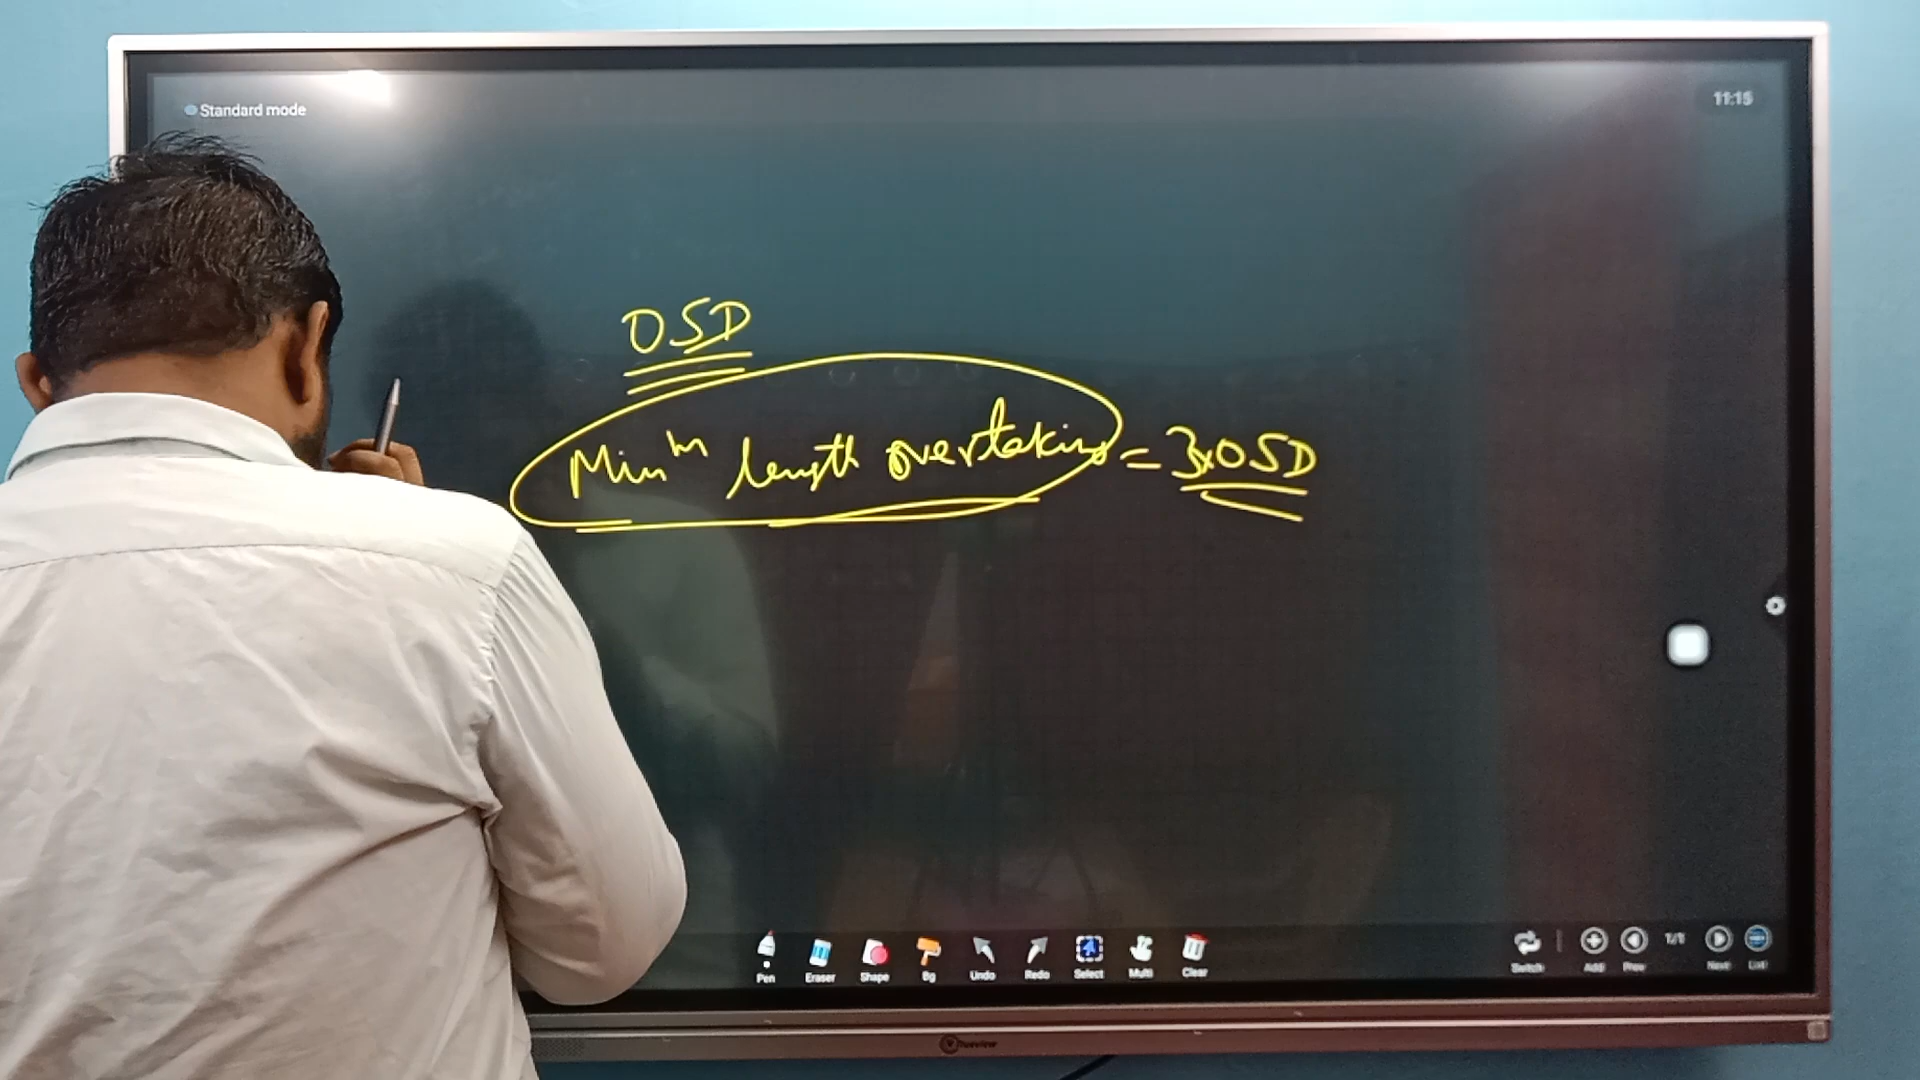 Standard mode
11:15
OSD
Minm length overtaking = 3xOSD
Pen Eraser Shape Bg Undo Redo Select Multi Clear
Switch Add Prev 1/1 Next List